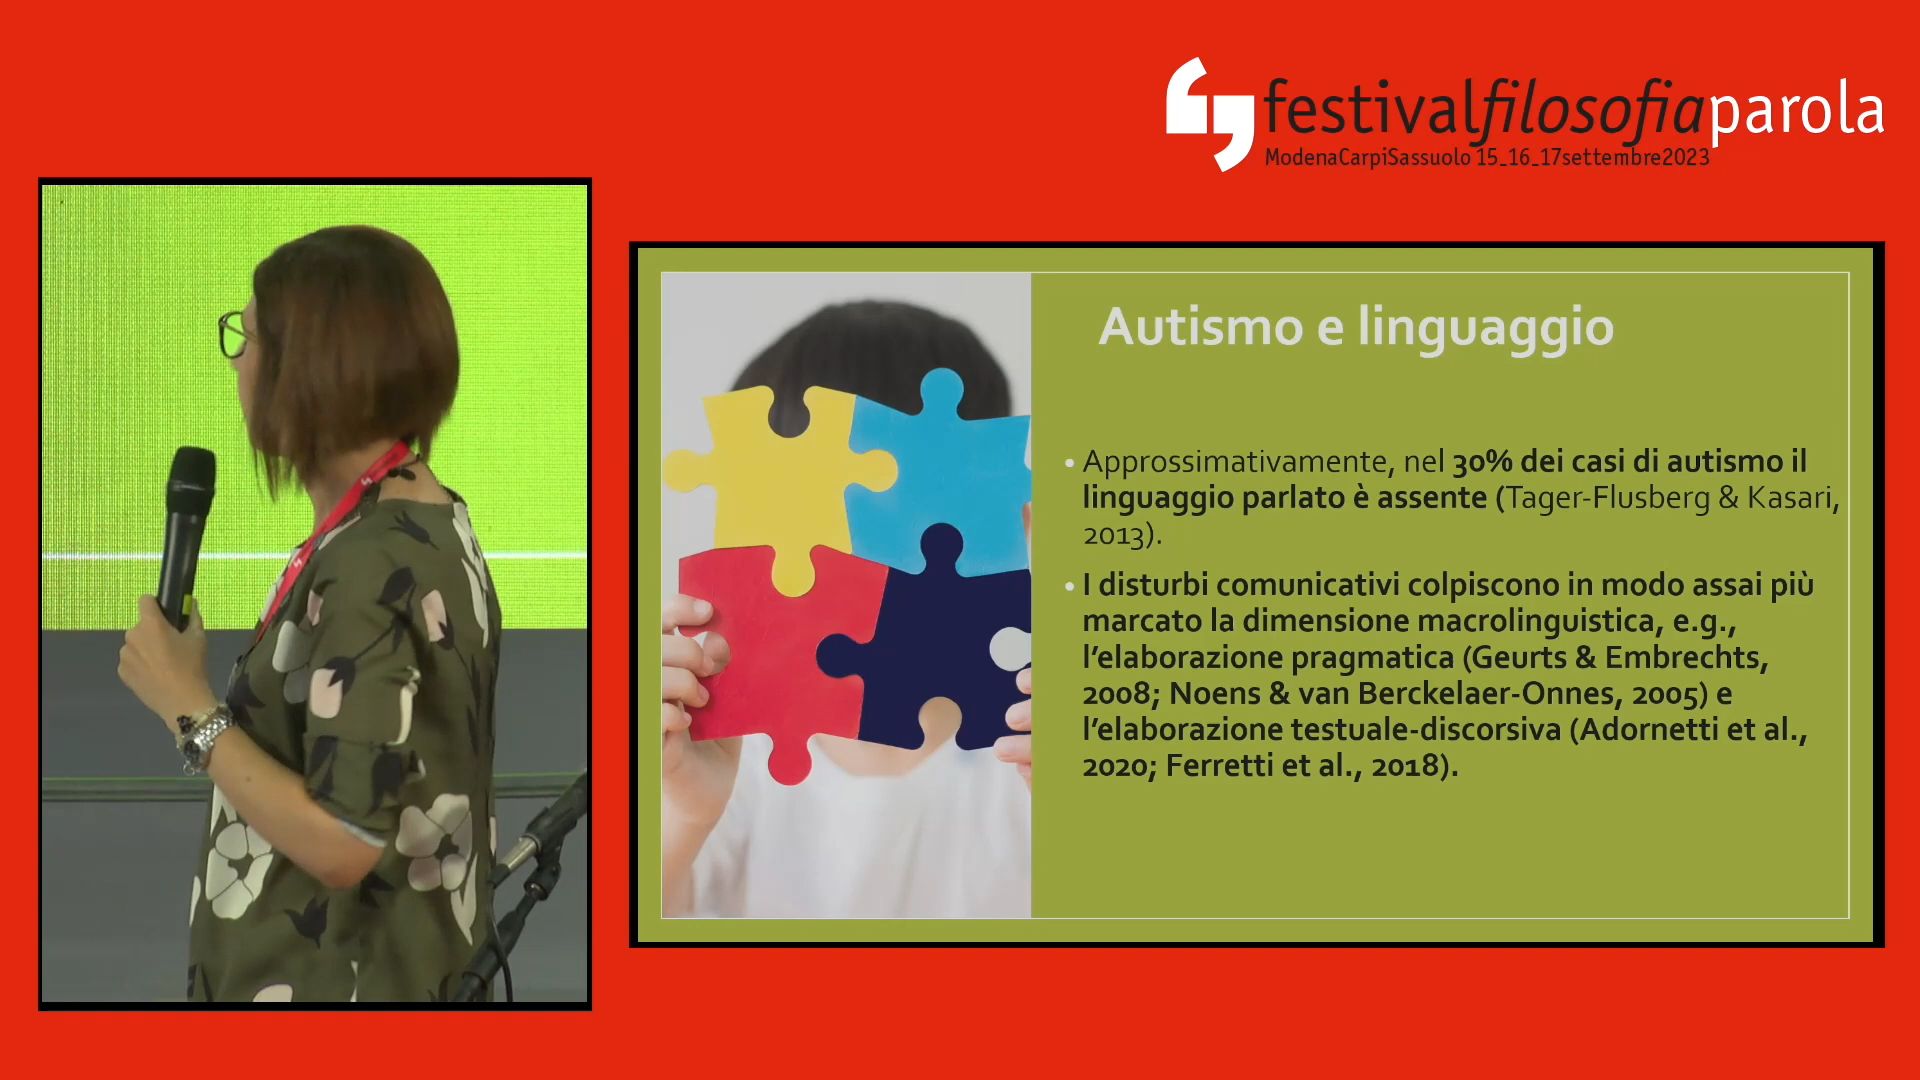 festivalfilosofiaparola
ModenaCarpiSassuolo 15_16_17settembre2023
Autismo e linguaggio
• Approssimativamente, nel 30% dei casi di autismo il
linguaggio parlato è assente (Tager-Flusberg & Kasari,
2013).
• I disturbi comunicativi colpiscono in modo assai più
marcato la dimensione macrolinguistica, e.g.,
l’elaborazione pragmatica (Geurts & Embrechts,
2008; Noens & van Berckelaer-Onnes, 2005) e
l’elaborazione testuale-discorsiva (Adornetti et al.,
2020; Ferretti et al., 2018).